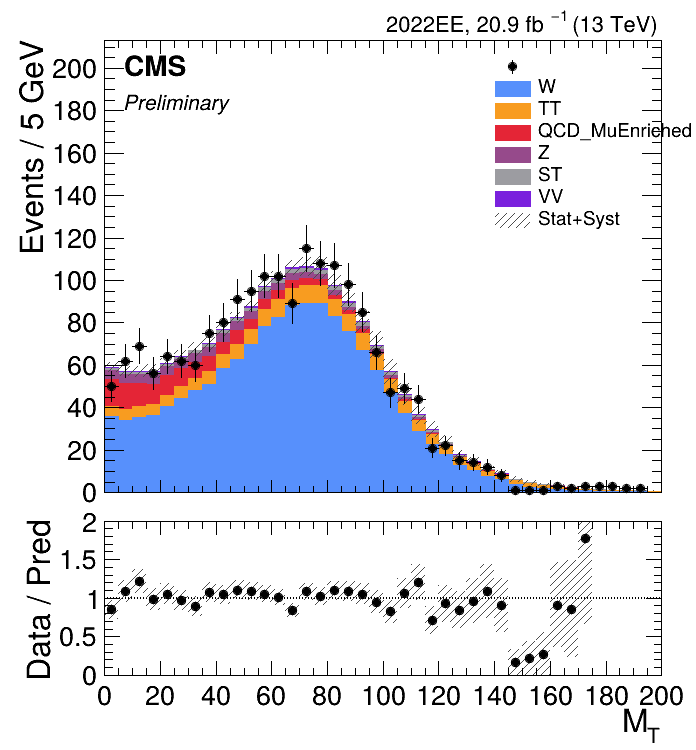 2022EE, 20.9 fb⁻¹ (13 TeV)
CMS
Preliminary
W
TT
QCD_MuEnriched
Z
ST
VV
Stat+Syst
Events / 5 GeV
200
180
160
140
120
100
80
60
40
20
0
Data / Pred
2
1.5
1
0.5
0
0 20 40 60 80 100 120 140 160 180 200
M_T